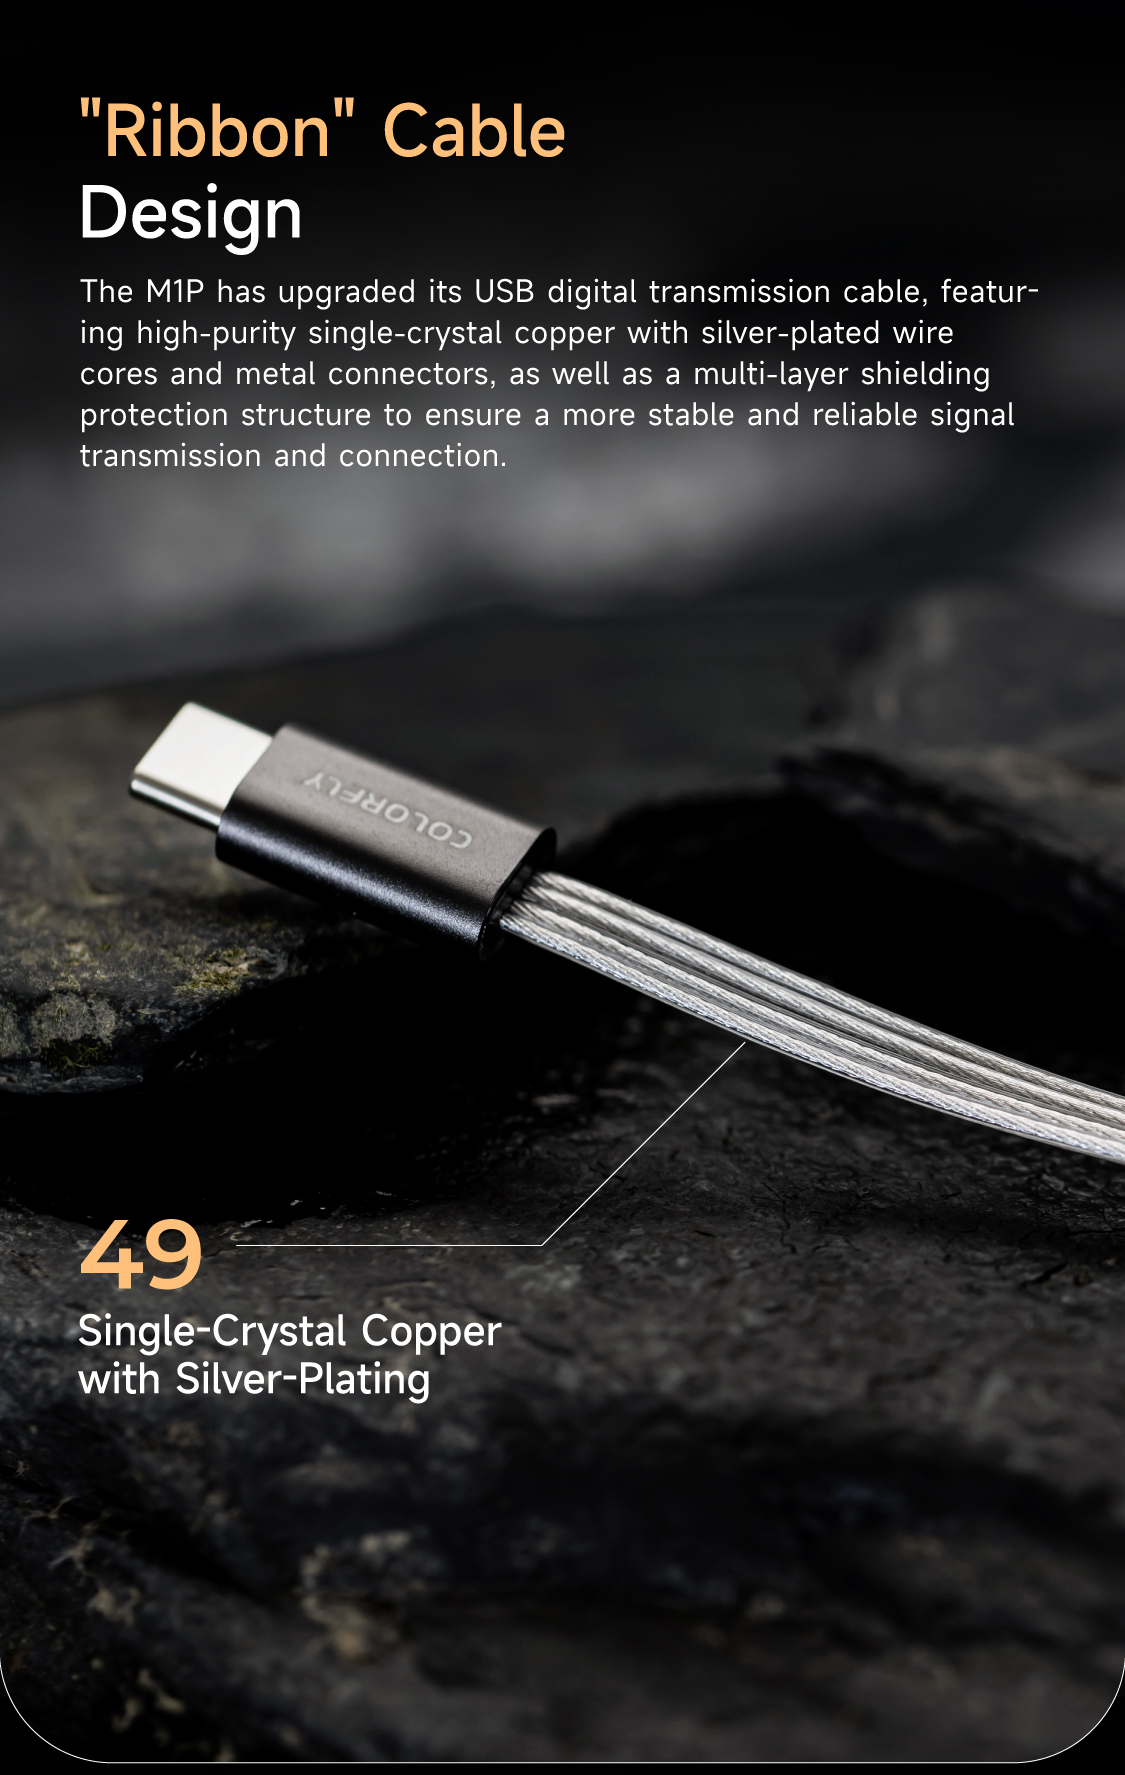 "Ribbon" Cable
Design
The M1P has upgraded its USB digital transmission cable, featur-
ing high-purity single-crystal copper with silver-plated wire
cores and metal connectors, as well as a multi-layer shielding
protection structure to ensure a more stable and reliable signal
transmission and connection.
COLORFLY
49
Single-Crystal Copper
with Silver-Plating